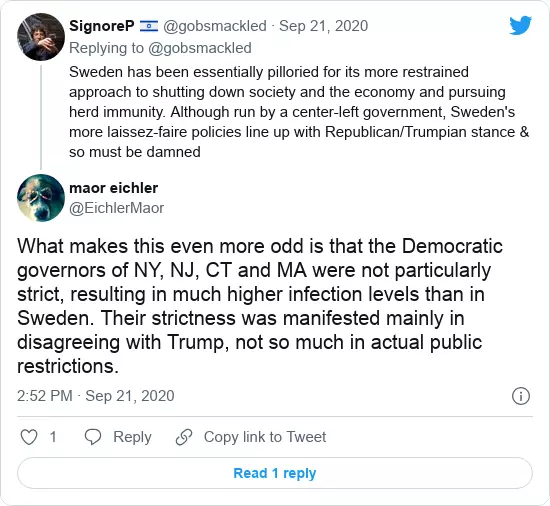 SignoreP 🇮🇱 @gobsmackled · Sep 21, 2020
Replying to @gobsmackled
Sweden has been essentially pilloried for its more restrained
approach to shutting down society and the economy and pursuing
herd immunity. Although run by a center-left government, Sweden's
more laissez-faire policies line up with Republican/Trumpian stance &
so must be damned
maor eichler
@EichlerMaor
What makes this even more odd is that the Democratic
governors of NY, NJ, CT and MA were not particularly
strict, resulting in much higher infection levels than in
Sweden. Their strictness was manifested mainly in
disagreeing with Trump, not so much in actual public
restrictions.
2:52 PM · Sep 21, 2020
1 Reply Copy link to Tweet
Read 1 reply